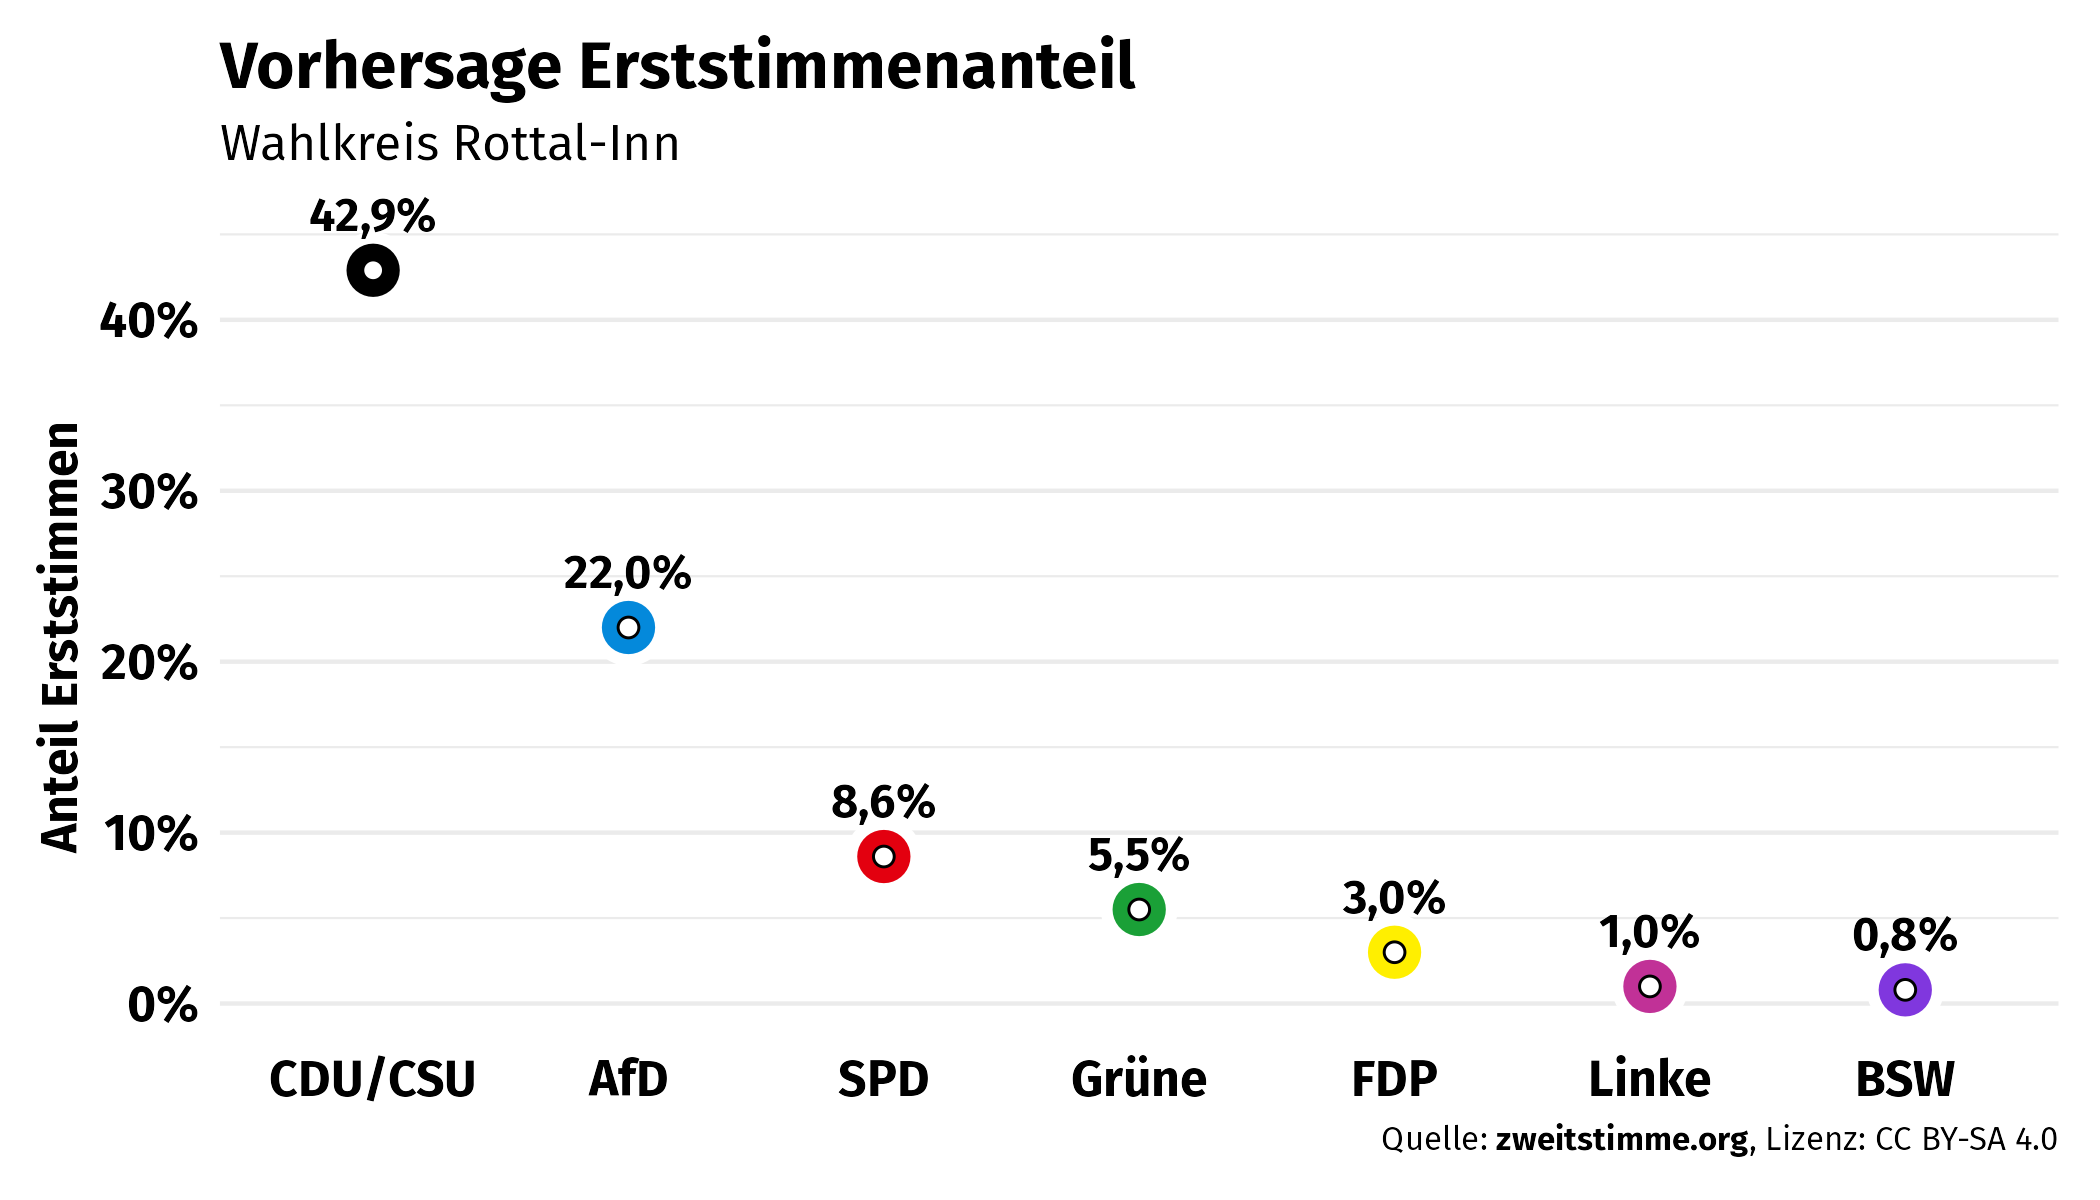 Vorhersage Erststimmenanteil
Wahlkreis Rottal-Inn
Anteil Erststimmen
40%
30%
20%
10%
0%
42,9%
22,0%
8,6%
5,5%
3,0%
1,0%
0,8%
CDU/CSU AfD SPD Grüne FDP Linke BSW
Quelle: zweitstimme.org, Lizenz: CC BY-SA 4.0